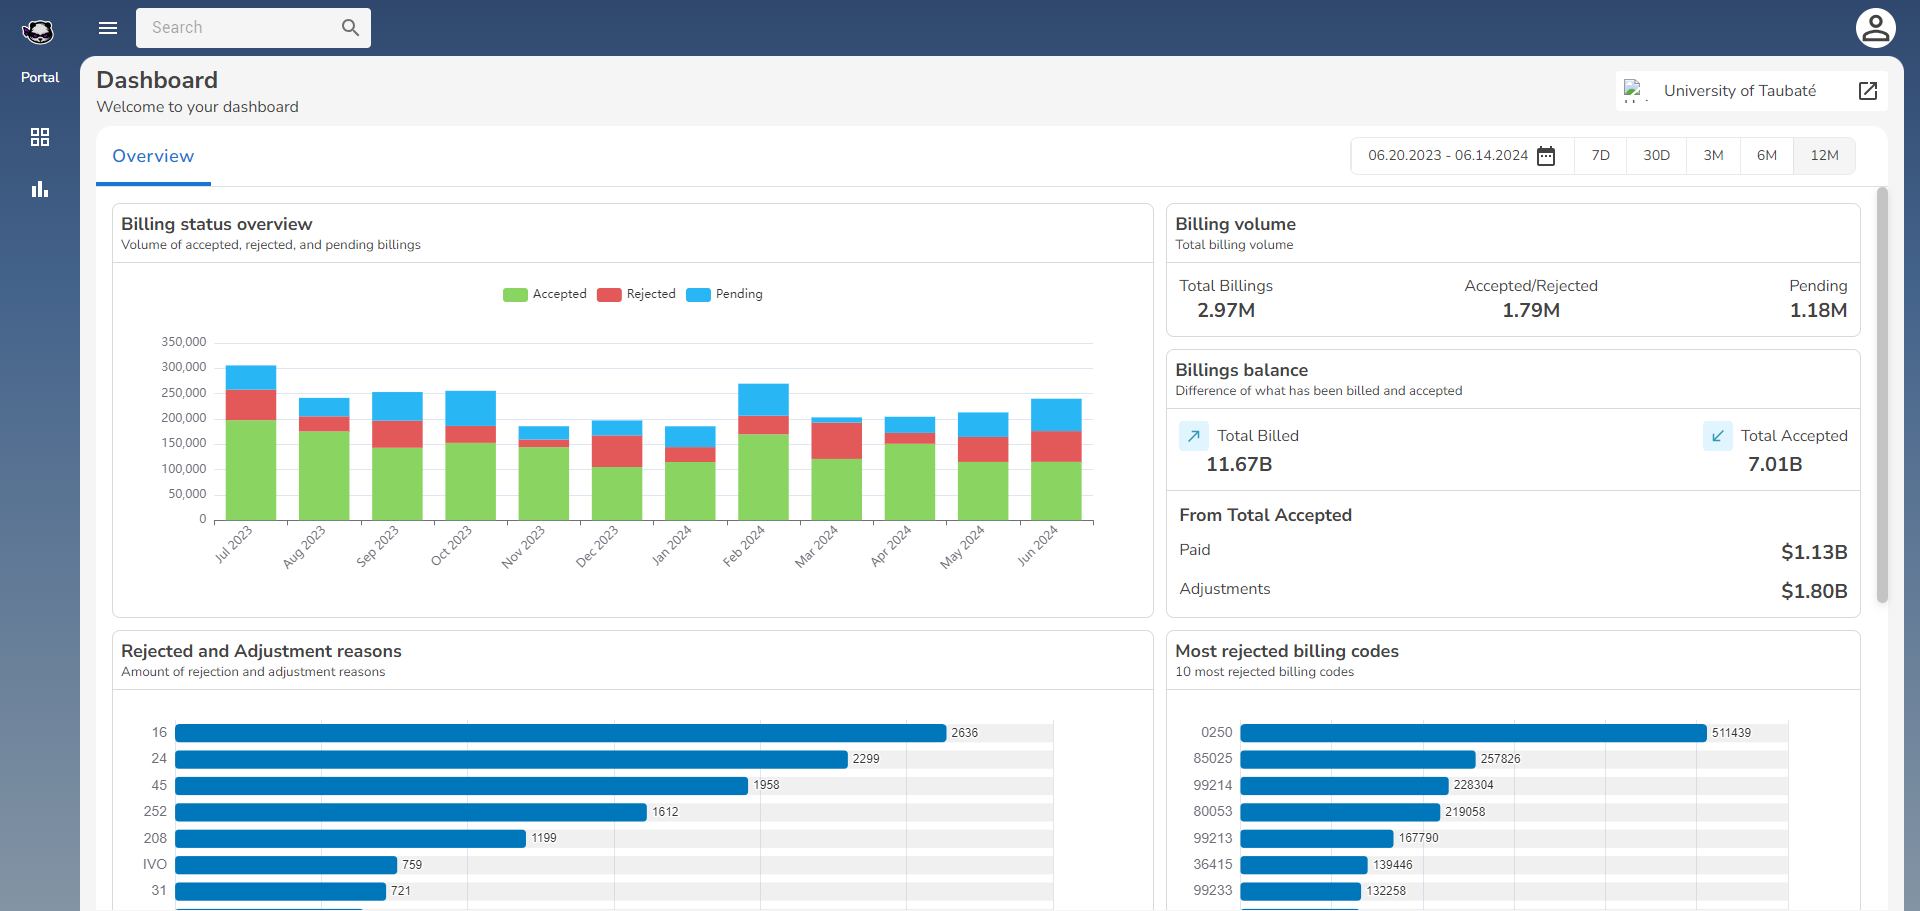 Search
Portal
Dashboard
Welcome to your dashboard
University of Taubaté
Overview
06.20.2023 - 06.14.2024
7D
30D
3M
6M
12M
Billing status overview
Volume of accepted, rejected, and pending billings
Accepted
Rejected
Pending
350,000
300,000
250,000
200,000
150,000
100,000
50,000
0
Jul 2023
Aug 2023
Sep 2023
Oct 2023
Nov 2023
Dec 2023
Jan 2024
Feb 2024
Mar 2024
Apr 2024
May 2024
Jun 2024
Billing volume
Total billing volume
Total Billings
2.97M
Accepted/Rejected
1.79M
Pending
1.18M
Billings balance
Difference of what has been billed and accepted
Total Billed
11.67B
Total Accepted
7.01B
From Total Accepted
Paid
$1.13B
Adjustments
$1.80B
Rejected and Adjustment reasons
Amount of rejection and adjustment reasons
16 2636
24 2299
45 1958
252 1612
208 1199
IVO 759
31 721
Most rejected billing codes
10 most rejected billing codes
0250 511439
85025 257826
99214 228304
80053 219058
99213 167790
36415 139446
99233 132258